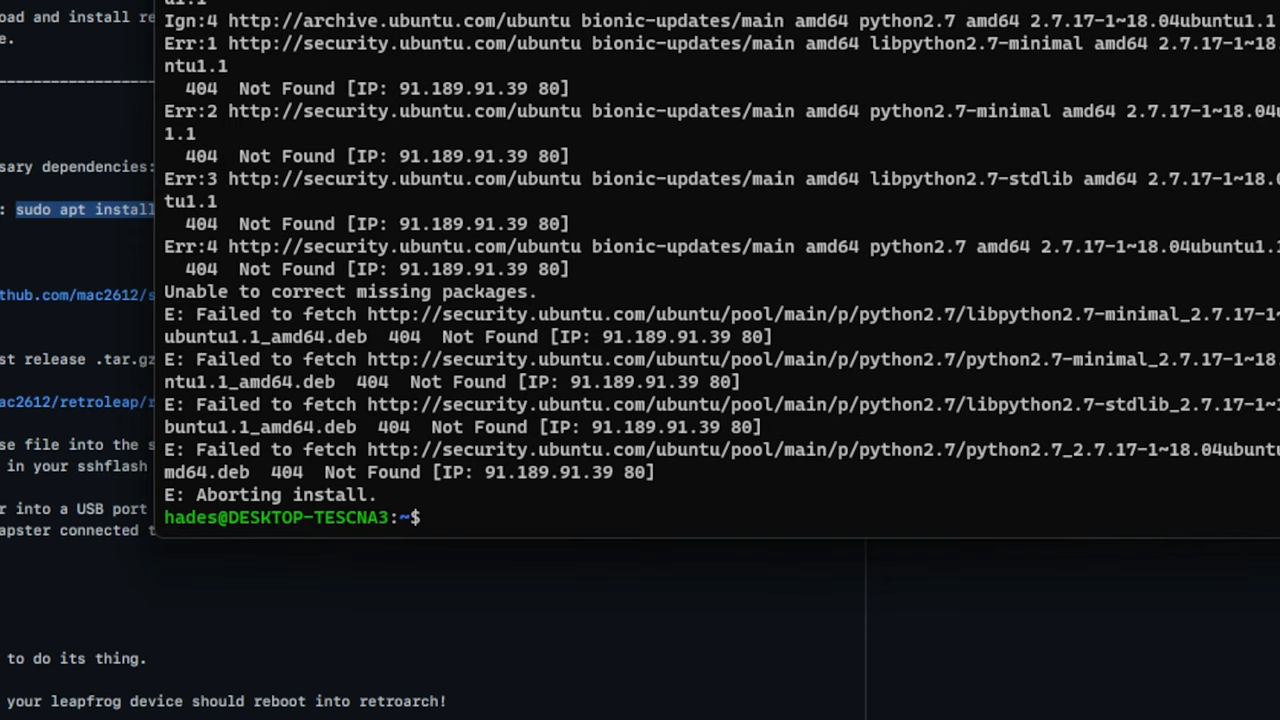 oad and install re
e.
sary dependencies:
: sudo apt install
thub.com/mac2612/s
st release .tar.gz
ac2612/retroleap/r
se file into the s
in your sshflash
r into a USB port
apster connected t
to do its thing.
your leapfrog device should reboot into retroarch!
u1.1
Ign:4 http://archive.ubuntu.com/ubuntu bionic-updates/main amd64 python2.7 amd64 2.7.17-1~18.04ubuntu1.1
Err:1 http://security.ubuntu.com/ubuntu bionic-updates/main amd64 libpython2.7-minimal amd64 2.7.17-1~18.
ntu1.1
404 Not Found [IP: 91.189.91.39 80]
Err:2 http://security.ubuntu.com/ubuntu bionic-updates/main amd64 python2.7-minimal amd64 2.7.17-1~18.04u
1.1
404 Not Found [IP: 91.189.91.39 80]
Err:3 http://security.ubuntu.com/ubuntu bionic-updates/main amd64 libpython2.7-stdlib amd64 2.7.17-1~18.0
tu1.1
404 Not Found [IP: 91.189.91.39 80]
Err:4 http://security.ubuntu.com/ubuntu bionic-updates/main amd64 python2.7 amd64 2.7.17-1~18.04ubuntu1.1
404 Not Found [IP: 91.189.91.39 80]
Unable to correct missing packages.
E: Failed to fetch http://security.ubuntu.com/ubuntu/pool/main/p/python2.7/libpython2.7-minimal_2.7.17-1~
ubuntu1.1_amd64.deb 404 Not Found [IP: 91.189.91.39 80]
E: Failed to fetch http://security.ubuntu.com/ubuntu/pool/main/p/python2.7/python2.7-minimal_2.7.17-1~18
ntu1.1_amd64.deb 404 Not Found [IP: 91.189.91.39 80]
E: Failed to fetch http://security.ubuntu.com/ubuntu/pool/main/p/python2.7/libpython2.7-stdlib_2.7.17-1~
buntu1.1_amd64.deb 404 Not Found [IP: 91.189.91.39 80]
E: Failed to fetch http://security.ubuntu.com/ubuntu/pool/main/p/python2.7/python2.7_2.7.17-1~18.04ubuntu
md64.deb 404 Not Found [IP: 91.189.91.39 80]
E: Aborting install.
hades@DESKTOP-TESCNA3:~$